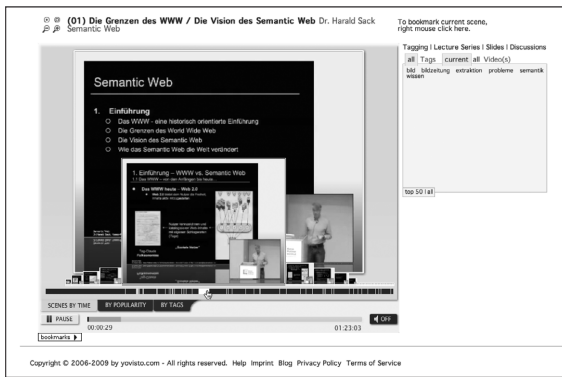 (01) Die Grenzen des WWW / Die Vision des Semantic Web Dr. Harald Sack
Semantic Web
To bookmark current scene,
right mouse click here.
Tagging | Lecture Series | Slides | Discussions
all Tags current all Video(s)
bild bildzeitung extraktion probleme semantik
wissen
top 50 | all
Semantic Web
1. Einführung
Das WWW - eine historisch orientierte Einführung
Die Grenzen des World Wide Web
Die Vision des Semantic Web
Wie das Semantic Web die Welt verändert
1. Einführung - WWW vs. Semantic Web
Das WWW heute - Web 2.0
SCENES BY TIME
BY POPULARITY
BY TAGS
PAUSE
00:00:29
01:23:03
OFF
bookmarks
Copyright © 2006-2009 by yovisto.com - All rights reserved. Help Imprint Blog Privacy Policy Terms of Service